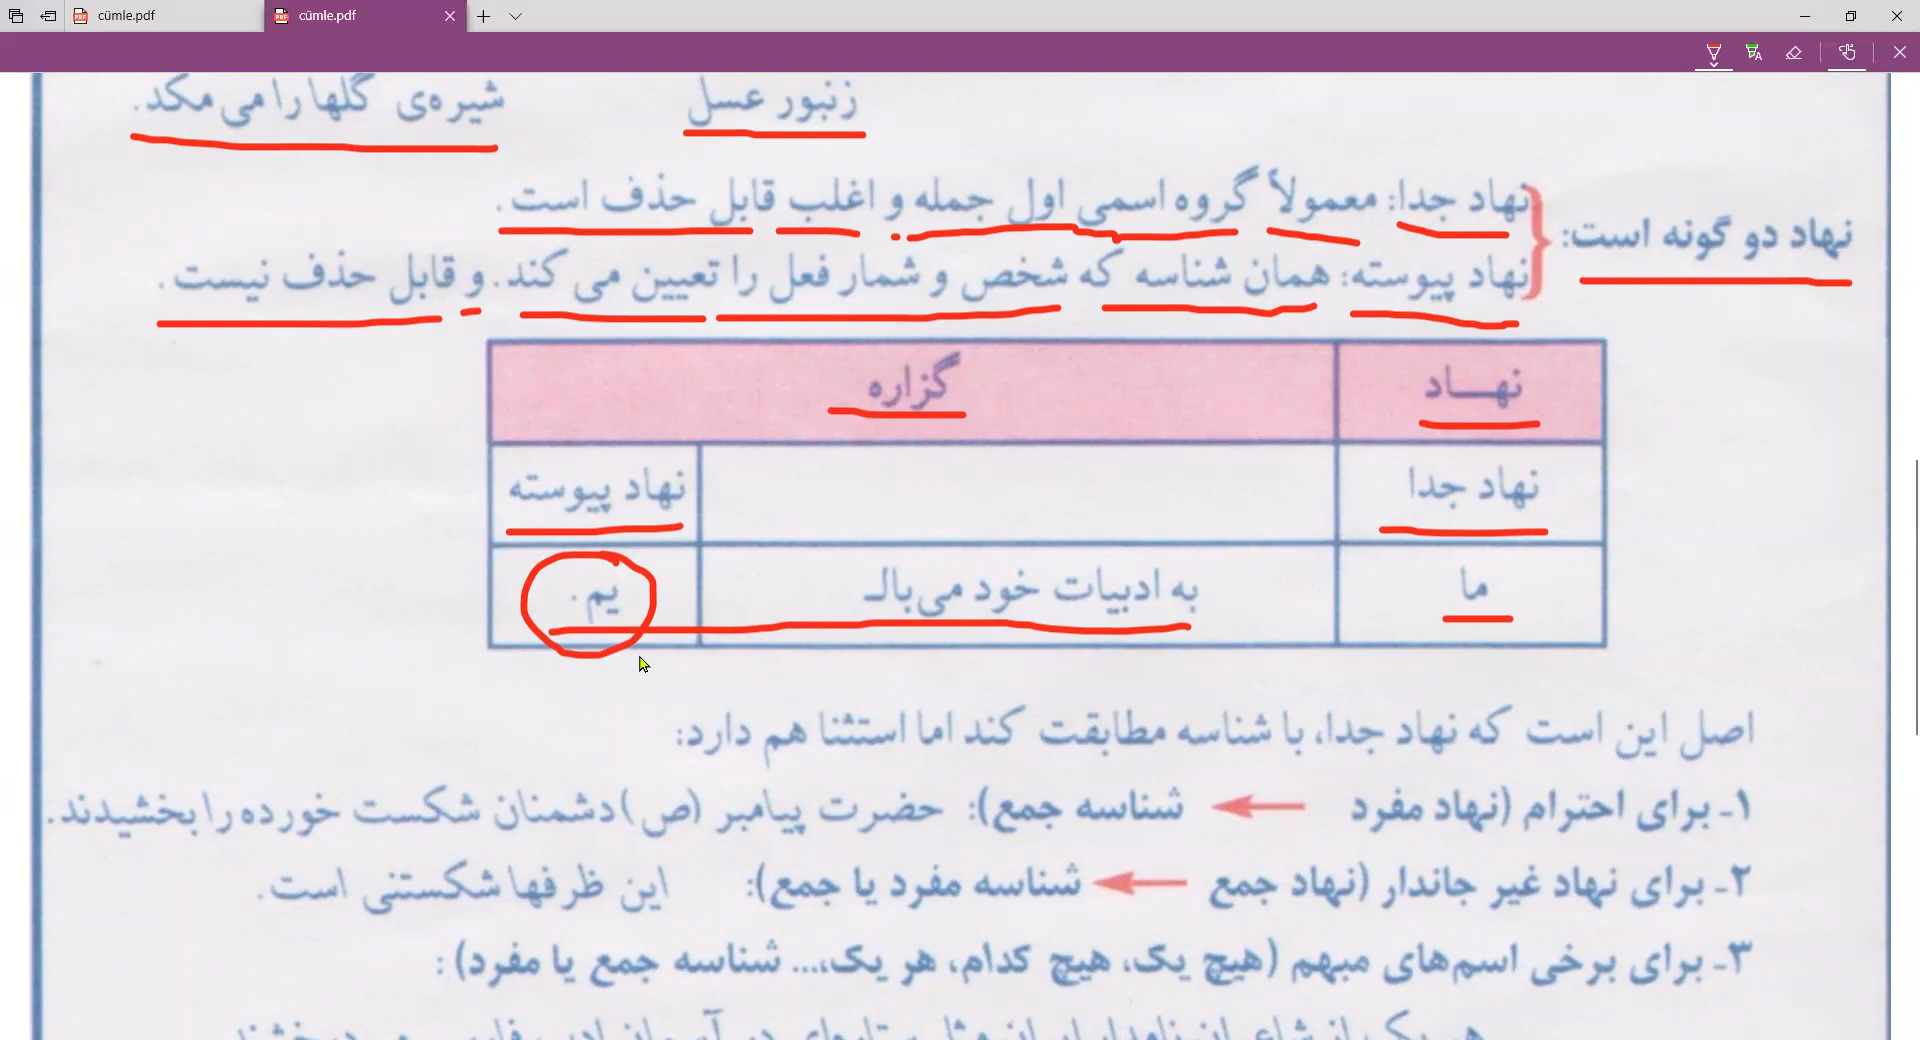 cümle.pdf
cümle.pdf
زنبور عسل شیره‌ی گلها را می مکد.
نهاد دو گونه است:
نهاد جدا: معمولاً گروه اسمی اول جمله و اغلب قابل حذف است.
نهاد پیوسته: همان شناسه که شخص و شمار فعل را تعیین می کند. و قابل حذف نیست.
نهـــاد گزاره
نهاد جدا نهاد پیوسته
ما به ادبیات خود می‌بالـ یم.
اصل این است که نهاد جدا، با شناسه مطابقت کند اما استثنا هم دارد:
۱ـ برای احترام (نهاد مفرد ← شناسه جمع): حضرت پیامبر (ص) دشمنان شکست خورده را بخشیدند.
۲ـ برای نهاد غیر جاندار (نهاد جمع ← شناسه مفرد یا جمع): این ظرفها شکستنی است.
۳ـ برای برخی اسم‌های مبهم (هیچ یک، هیچ کدام، هر یک،... شناسه جمع یا مفرد):